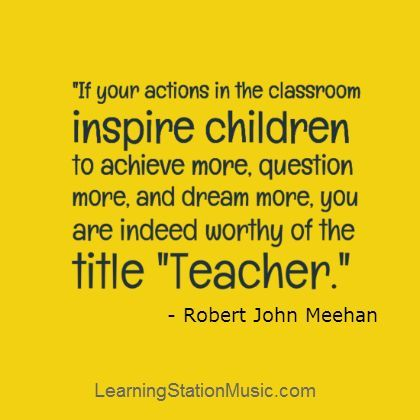 "If your actions in the classroom
inspire children
to achieve more, question
more, and dream more, you
are indeed worthy of the
title "Teacher."
- Robert John Meehan
LearningStationMusic.com